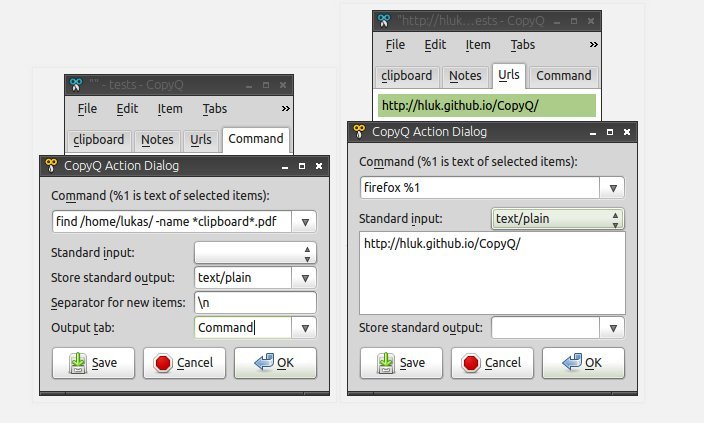 "" - tests - CopyQ
File Edit Item Tabs »
clipboard Notes Urls Command
CopyQ Action Dialog
Command (%1 is text of selected items):
find /home/lukas/ -name *clipboard*.pdf
Standard input:
Store standard output: text/plain
Separator for new items: \n
Output tab: Command
Save Cancel OK
"http://hluk...ests - CopyQ
File Edit Item Tabs »
clipboard Notes Urls Command
http://hluk.github.io/CopyQ/
CopyQ Action Dialog
Command (%1 is text of selected items):
firefox %1
Standard input: text/plain
http://hluk.github.io/CopyQ/
Store standard output:
Save Cancel OK